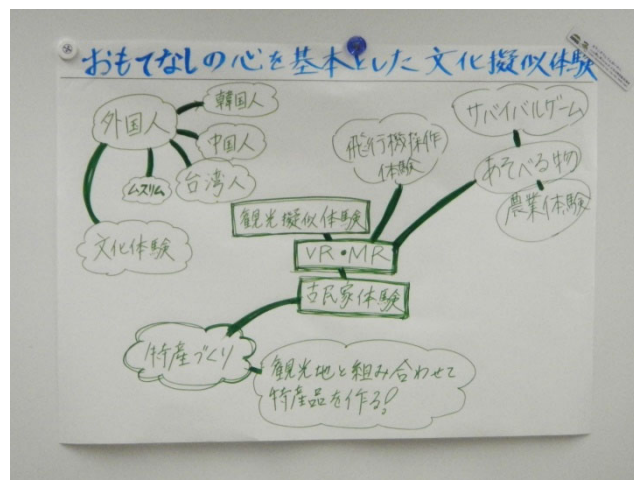 おもてなしの心を基本とした文化擬似体験
外国人
韓国人
中国人
台湾人
ムスリム
文化体験
飛行機操作
体験
サバイバルゲーム
あそべる物
農業体験
観光擬似体験
VR・MR
古民家体験
特産づくり
観光地と組み合わせて
特産品を作る!